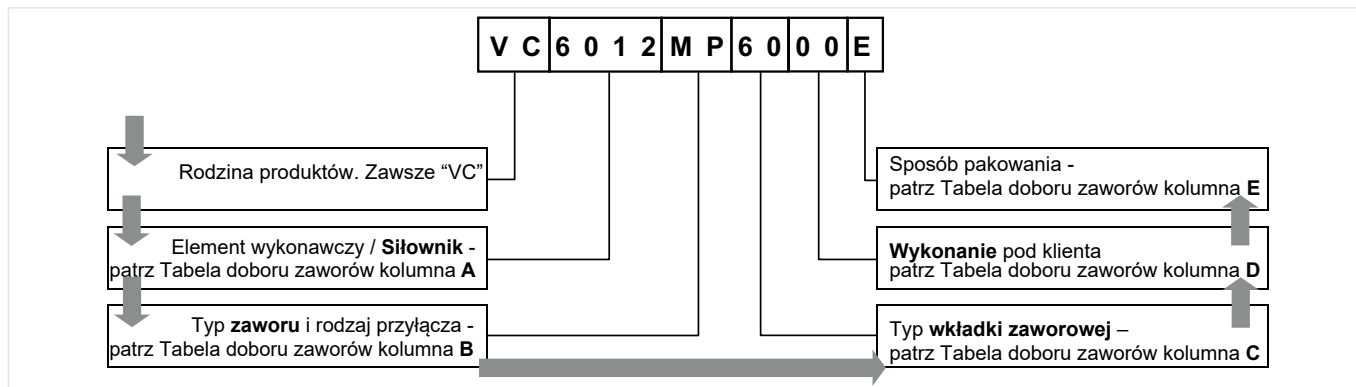 V C 6 0 1 2 M P 6 0 0 0 E
Rodzina produktów. Zawsze “VC”
Element wykonawczy / Siłownik -
patrz Tabela doboru zaworów kolumna A
Typ zaworu i rodzaj przyłącza -
patrz Tabela doboru zaworów kolumna B
Sposób pakowania -
patrz Tabela doboru zaworów kolumna E
Wykonanie pod klienta
patrz Tabela doboru zaworów kolumna D
Typ wkładki zaworowej –
patrz Tabela doboru zaworów kolumna C